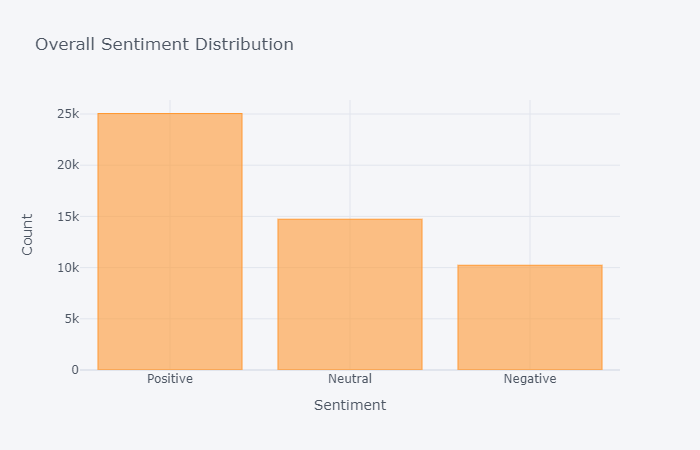 Overall Sentiment Distribution
25k
20k
15k
10k
5k
0
Count
Positive
Neutral
Negative
Sentiment